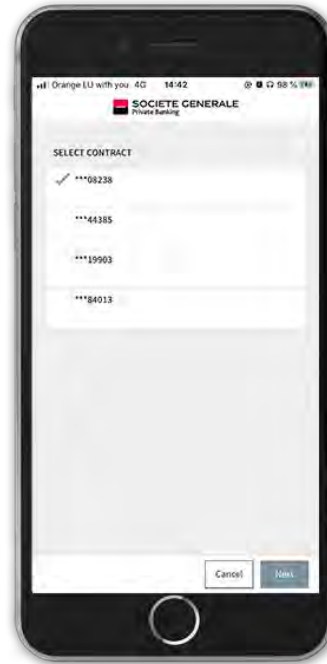 Orange LU with you 4G 14:42 98 %
SOCIETE GENERALE
Private Banking
SELECT CONTRACT
***08238
***44385
***19903
***84013
Cancel Next